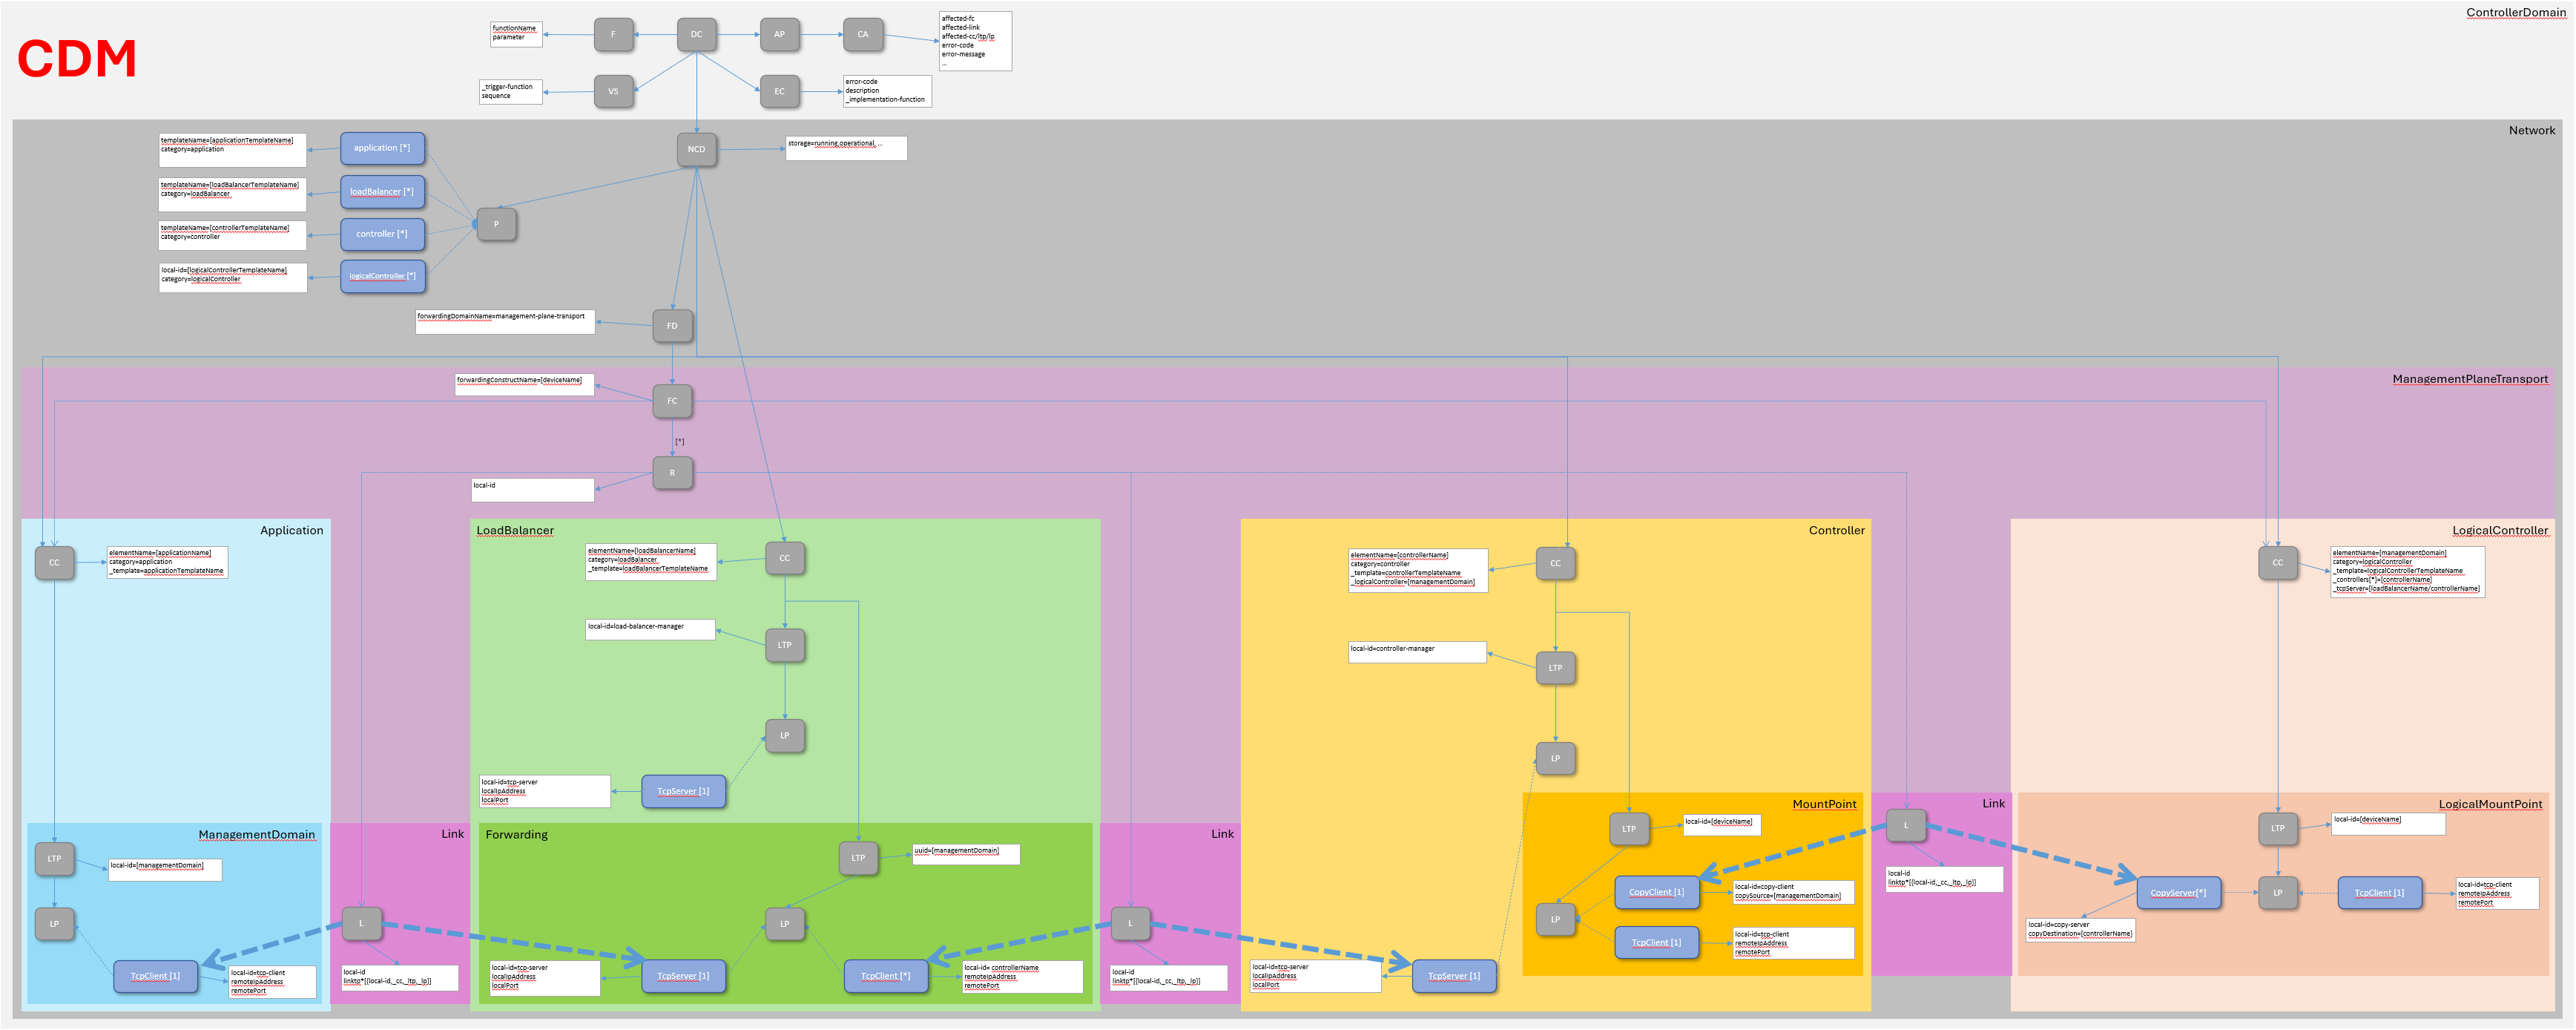 ControllerDomain
CDM
functionName
parameter
F
DC
AP
CA
affected-fc
affected-link
affected-cc/ltp/lp
error-code
error-message
...
_trigger-function
sequence
VS
EC
error-code
description
_implementation-function
Network
templateName=[applicationTemplateName]
category=application
application [*]
NCD
storage=running,operational, ...
templateName=[loadBalancerTemplateName]
category=loadBalancer
loadBalancer [*]
P
templateName=[controllerTemplateName]
category=controller
controller [*]
local-id=[logicalControllerTemplateName]
category=logicalController
logicalController [*]
forwardingDomainName=management-plane-transport
FD
ManagementPlaneTransport
forwardingConstructName=[deviceName]
FC
[*]
R
local-id
Application
CC
elementName=[applicationName]
category=application
_template=applicationTemplateName
ManagementDomain
LTP
local-id=[managementDomain]
LP
TcpClient [1]
local-id=tcp-client
remoteIpAddress
remotePort
Link
L
local-id
linktp*[{local-id,_cc,_ltp,_lp}]
LoadBalancer
elementName=[loadBalancerName]
category=loadBalancer
_template=loadBalancerTemplateName
CC
local-id=load-balancer-manager
LTP
LP
local-id=tcp-server
localIpAddress
localPort
TcpServer [1]
Forwarding
LTP
uuid=[managementDomain]
LP
local-id=tcp-server
localIpAddress
localPort
TcpServer [1]
TcpClient [*]
local-id= controllerName
remoteIpAddress
remotePort
Link
L
local-id
linktp*[{local-id,_cc,_ltp,_lp}]
Controller
elementName=[controllerName]
category=controller
_template=controllerTemplateName
_logicalController=[managementDomain]
CC
local-id=controller-manager
LTP
LP
local-id=tcp-server
localIpAddress
localPort
TcpServer [1]
MountPoint
LTP
local-id=[deviceName]
CopyClient [1]
local-id=copy-client
copySource={managementDomain}
LP
TcpClient [1]
local-id=tcp-client
remoteIpAddress
remotePort
Link
L
local-id
linktp*[{local-id,_cc,_ltp,_lp}]
LogicalController
CC
elementName=[managementDomain]
category=logicalController
_template=logicalControllerTemplateName
_controllers[*]=[controllerName]
_tcpServer=[loadBalancerName/controllerName]
LogicalMountPoint
LTP
local-id=[deviceName]
CopyServer[*]
LP
TcpClient [1]
local-id=tcp-client
remoteIpAddress
remotePort
local-id=copy-server
copyDestination={controllerName}